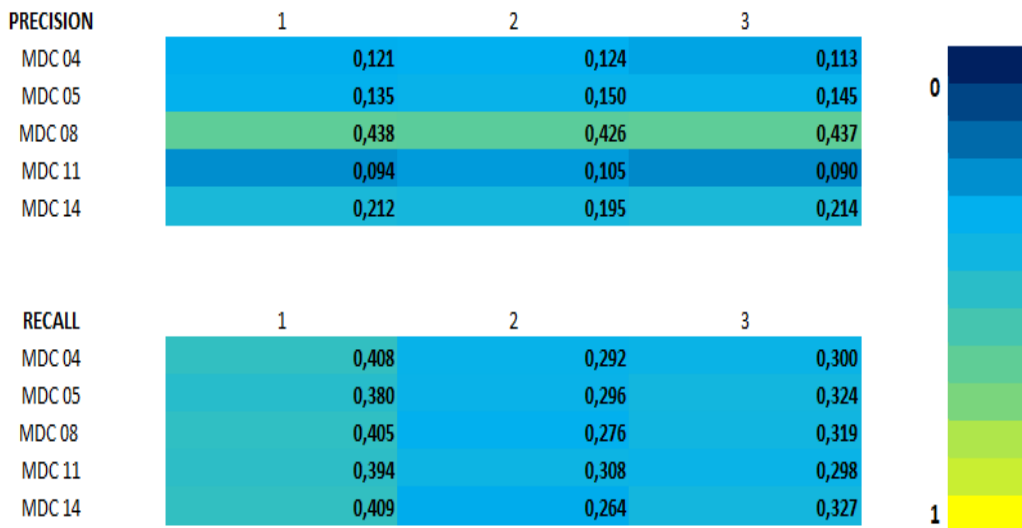 PRECISION 1 2 3
MDC 04 0,121 0,124 0,113
MDC 05 0,135 0,150 0,145
MDC 08 0,438 0,426 0,437
MDC 11 0,094 0,105 0,090
MDC 14 0,212 0,195 0,214
RECALL 1 2 3
MDC 04 0,408 0,292 0,300
MDC 05 0,380 0,296 0,324
MDC 08 0,405 0,276 0,319
MDC 11 0,394 0,308 0,298
MDC 14 0,409 0,264 0,327
0
1